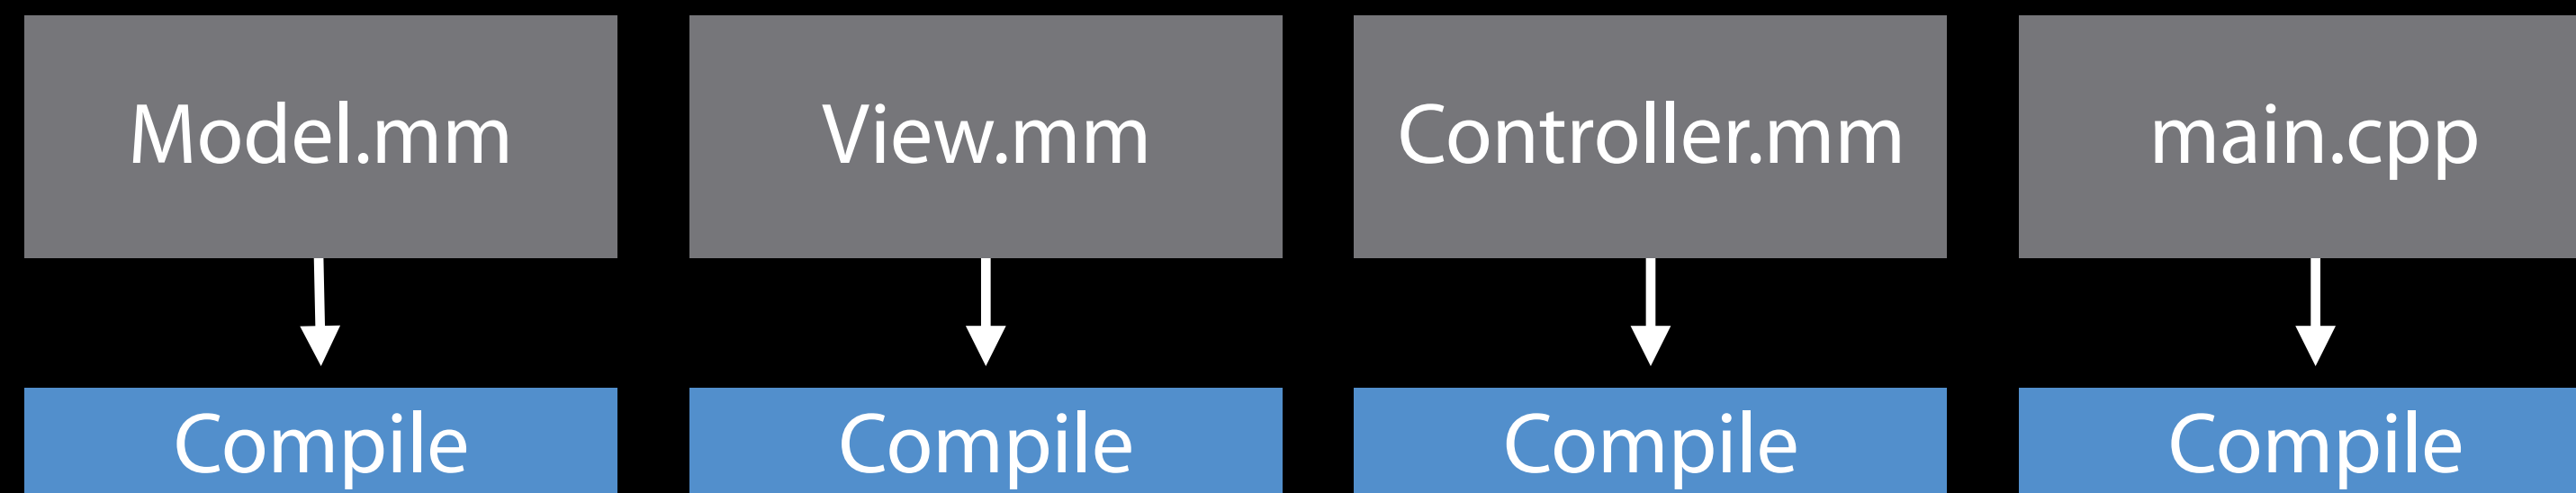 Model.mm
View.mm
Controller.mm
main.cpp
Compile
Compile
Compile
Compile